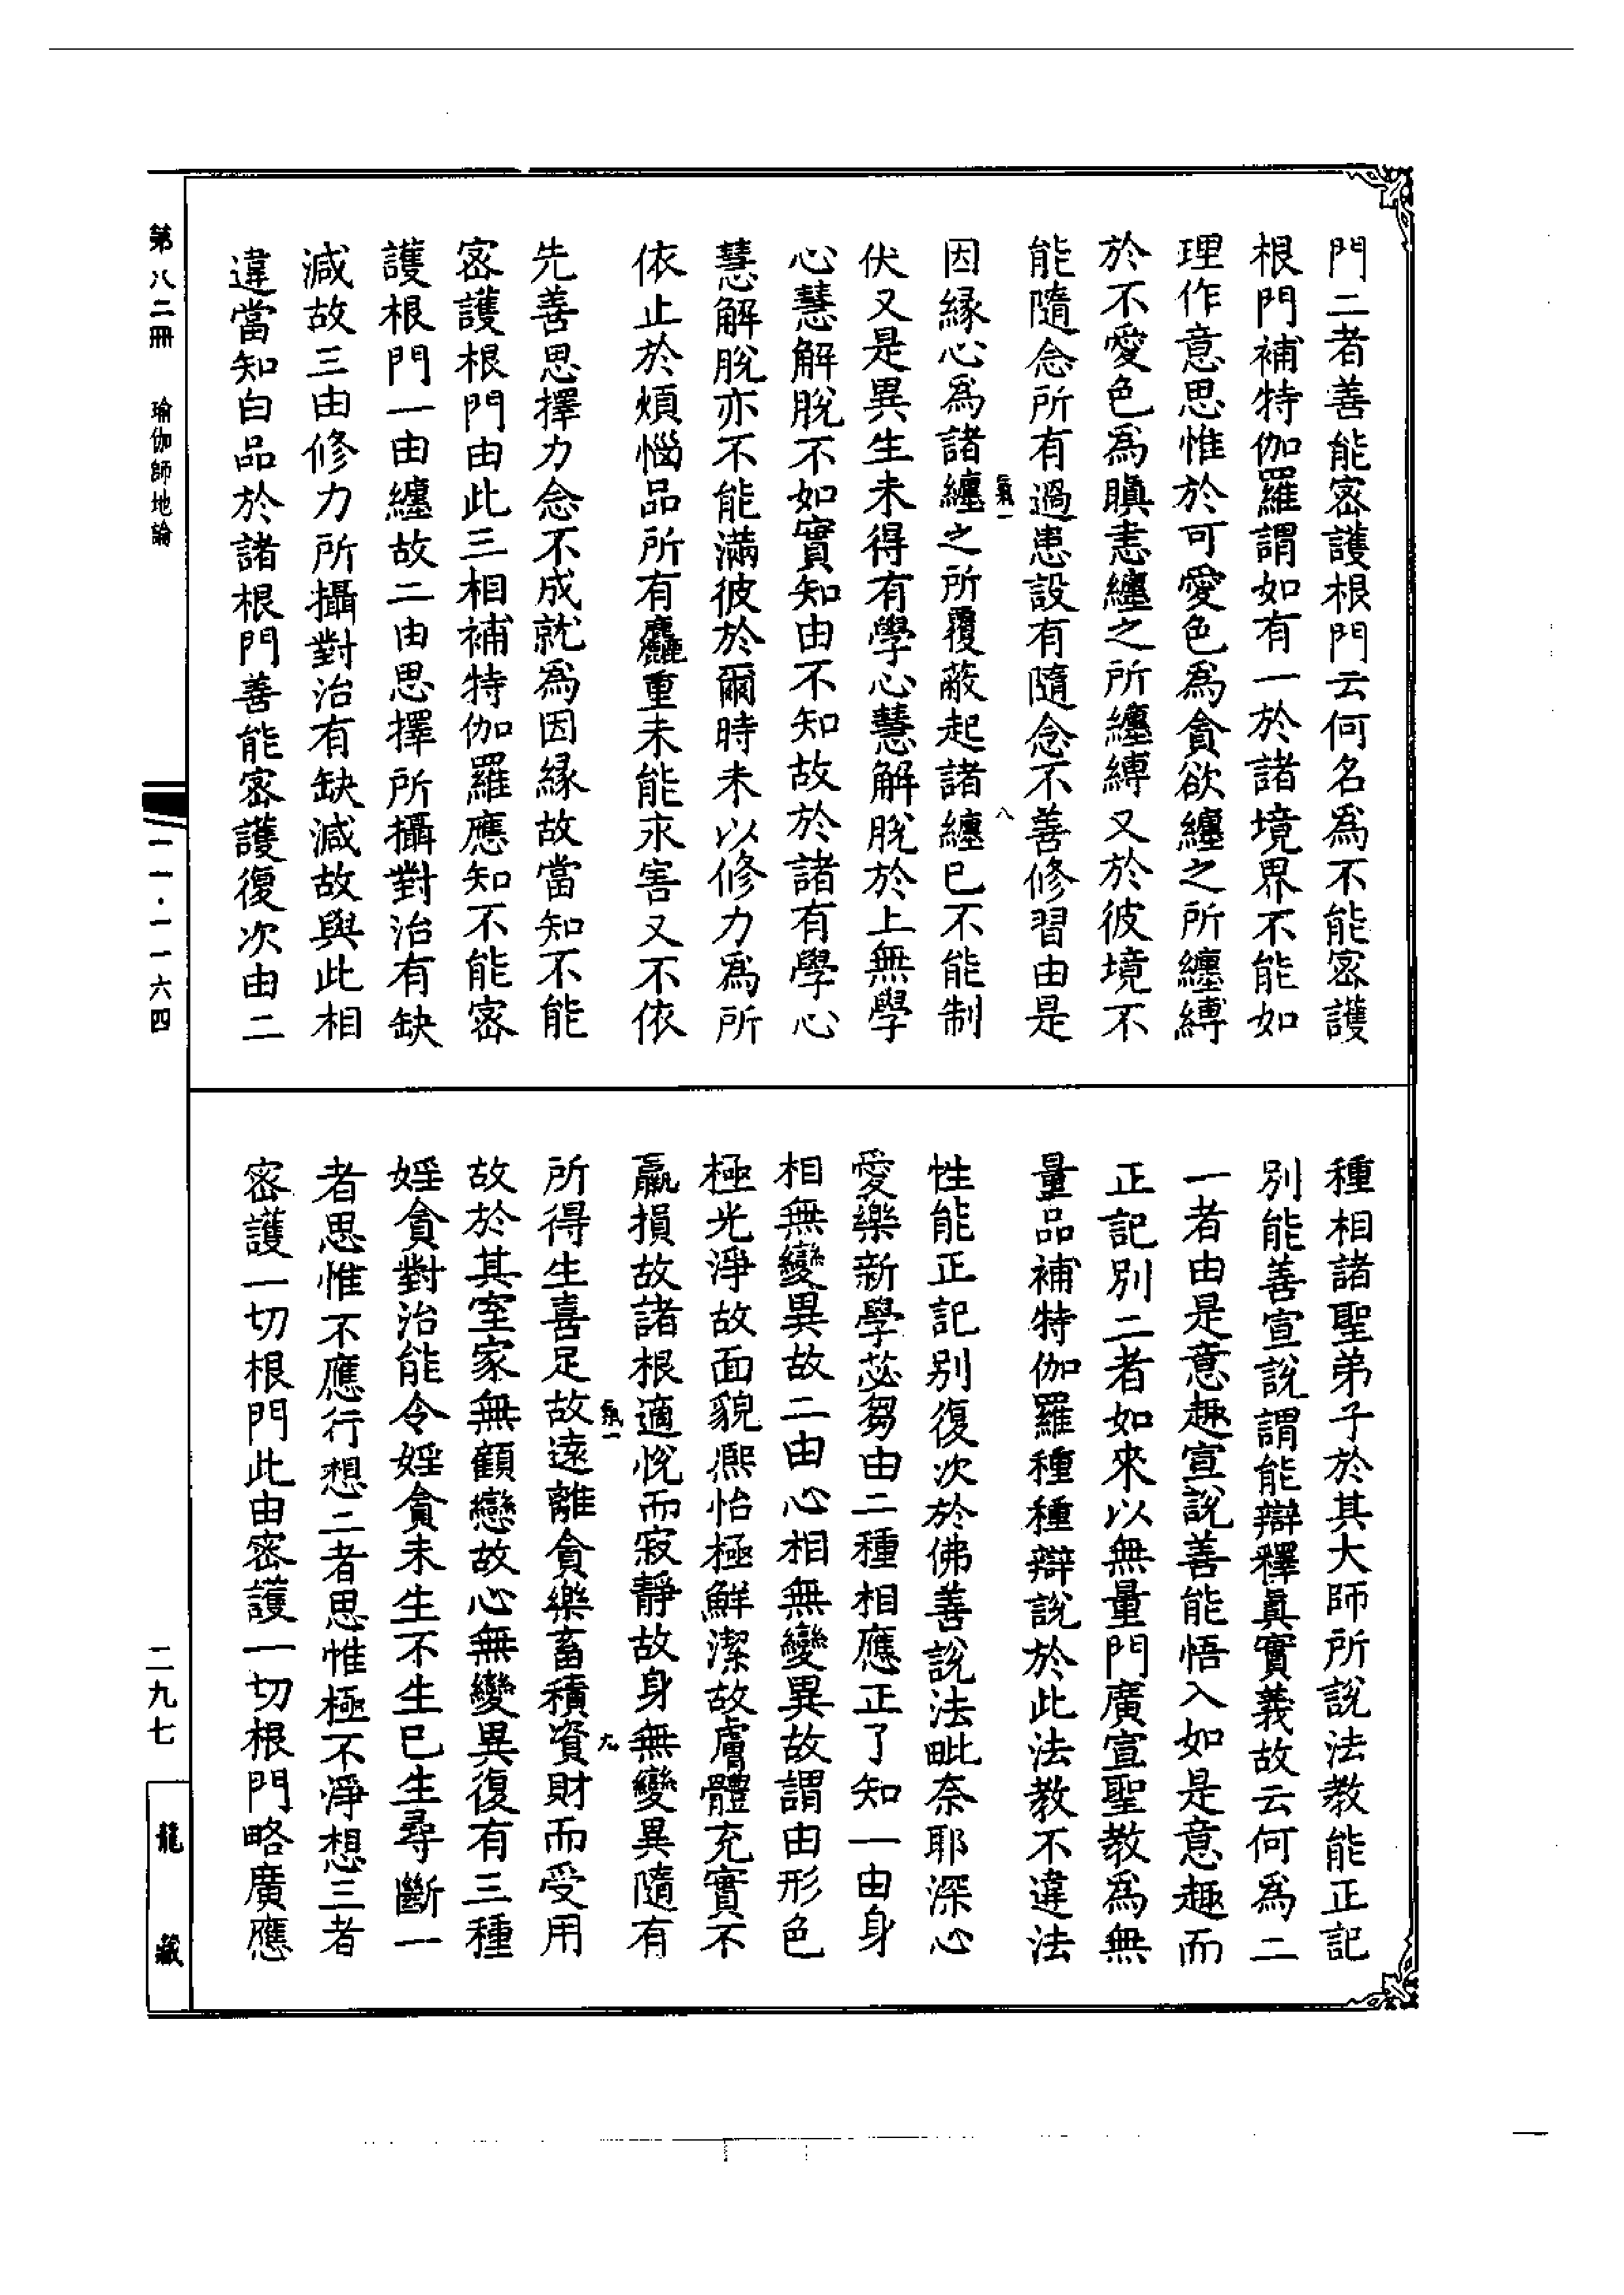 門二者善能密護根門云何名爲不能密護
根門補特伽羅謂如有一於諸境界不能如
理作意思惟於可愛色爲貪欲纏之所纏縛
於不愛色爲瞋恚纏之所纏縛又於彼境不
能隨念所有過患設有隨念不善修習由是
氣一 八
因緣心爲諸纏之所覆蔽起諸纏已不能制
伏又是異生未得有學心慧解脫於上無學
心慧解脫不如實知由不知故於諸有學心
慧解脫亦不能滿彼於爾時未以修力爲所
依止於煩惱品所有麤重未能永害又不依
先善思擇力念不成就爲因緣故當知不能
密護根門由此三相補特伽羅應知不能密
護根門一由纏故二由思擇所攝對治有缺
減故三由修力所攝對治有缺減故與此相
違當知白品於諸根門善能密護復次由二
種相諸聖弟子於其大師所說法教能正記
別能善宣說謂能辯釋眞實義故云何爲二
一者由是意趣宣說善能悟入如是意趣而
正記別二者如來以無量門廣宣聖教爲無
量品補特伽羅種種辯說於此法教不違法
性能正記別復次於佛善說法毗奈耶深心
愛樂新學苾芻由二種相應正了知一由身
相無變異故二由心相無變異故謂由形色
極光淨故面貌熙怡極鮮潔故膚體充實不
羸損故諸根適悅而寂靜故身無變異隨有
氣一 九
所得生喜足故遠離貪樂畜積資財而受用
故於其室家無顧戀故心無變異復有三種
婬貪對治能令婬貪未生不生已生尋斷一
者思惟不應行想二者思惟極不淨想三者
密護一切根門此由密護一切根門略廣應
第八二冊 瑜伽師地論
一一·一一六四
二九七
龍藏